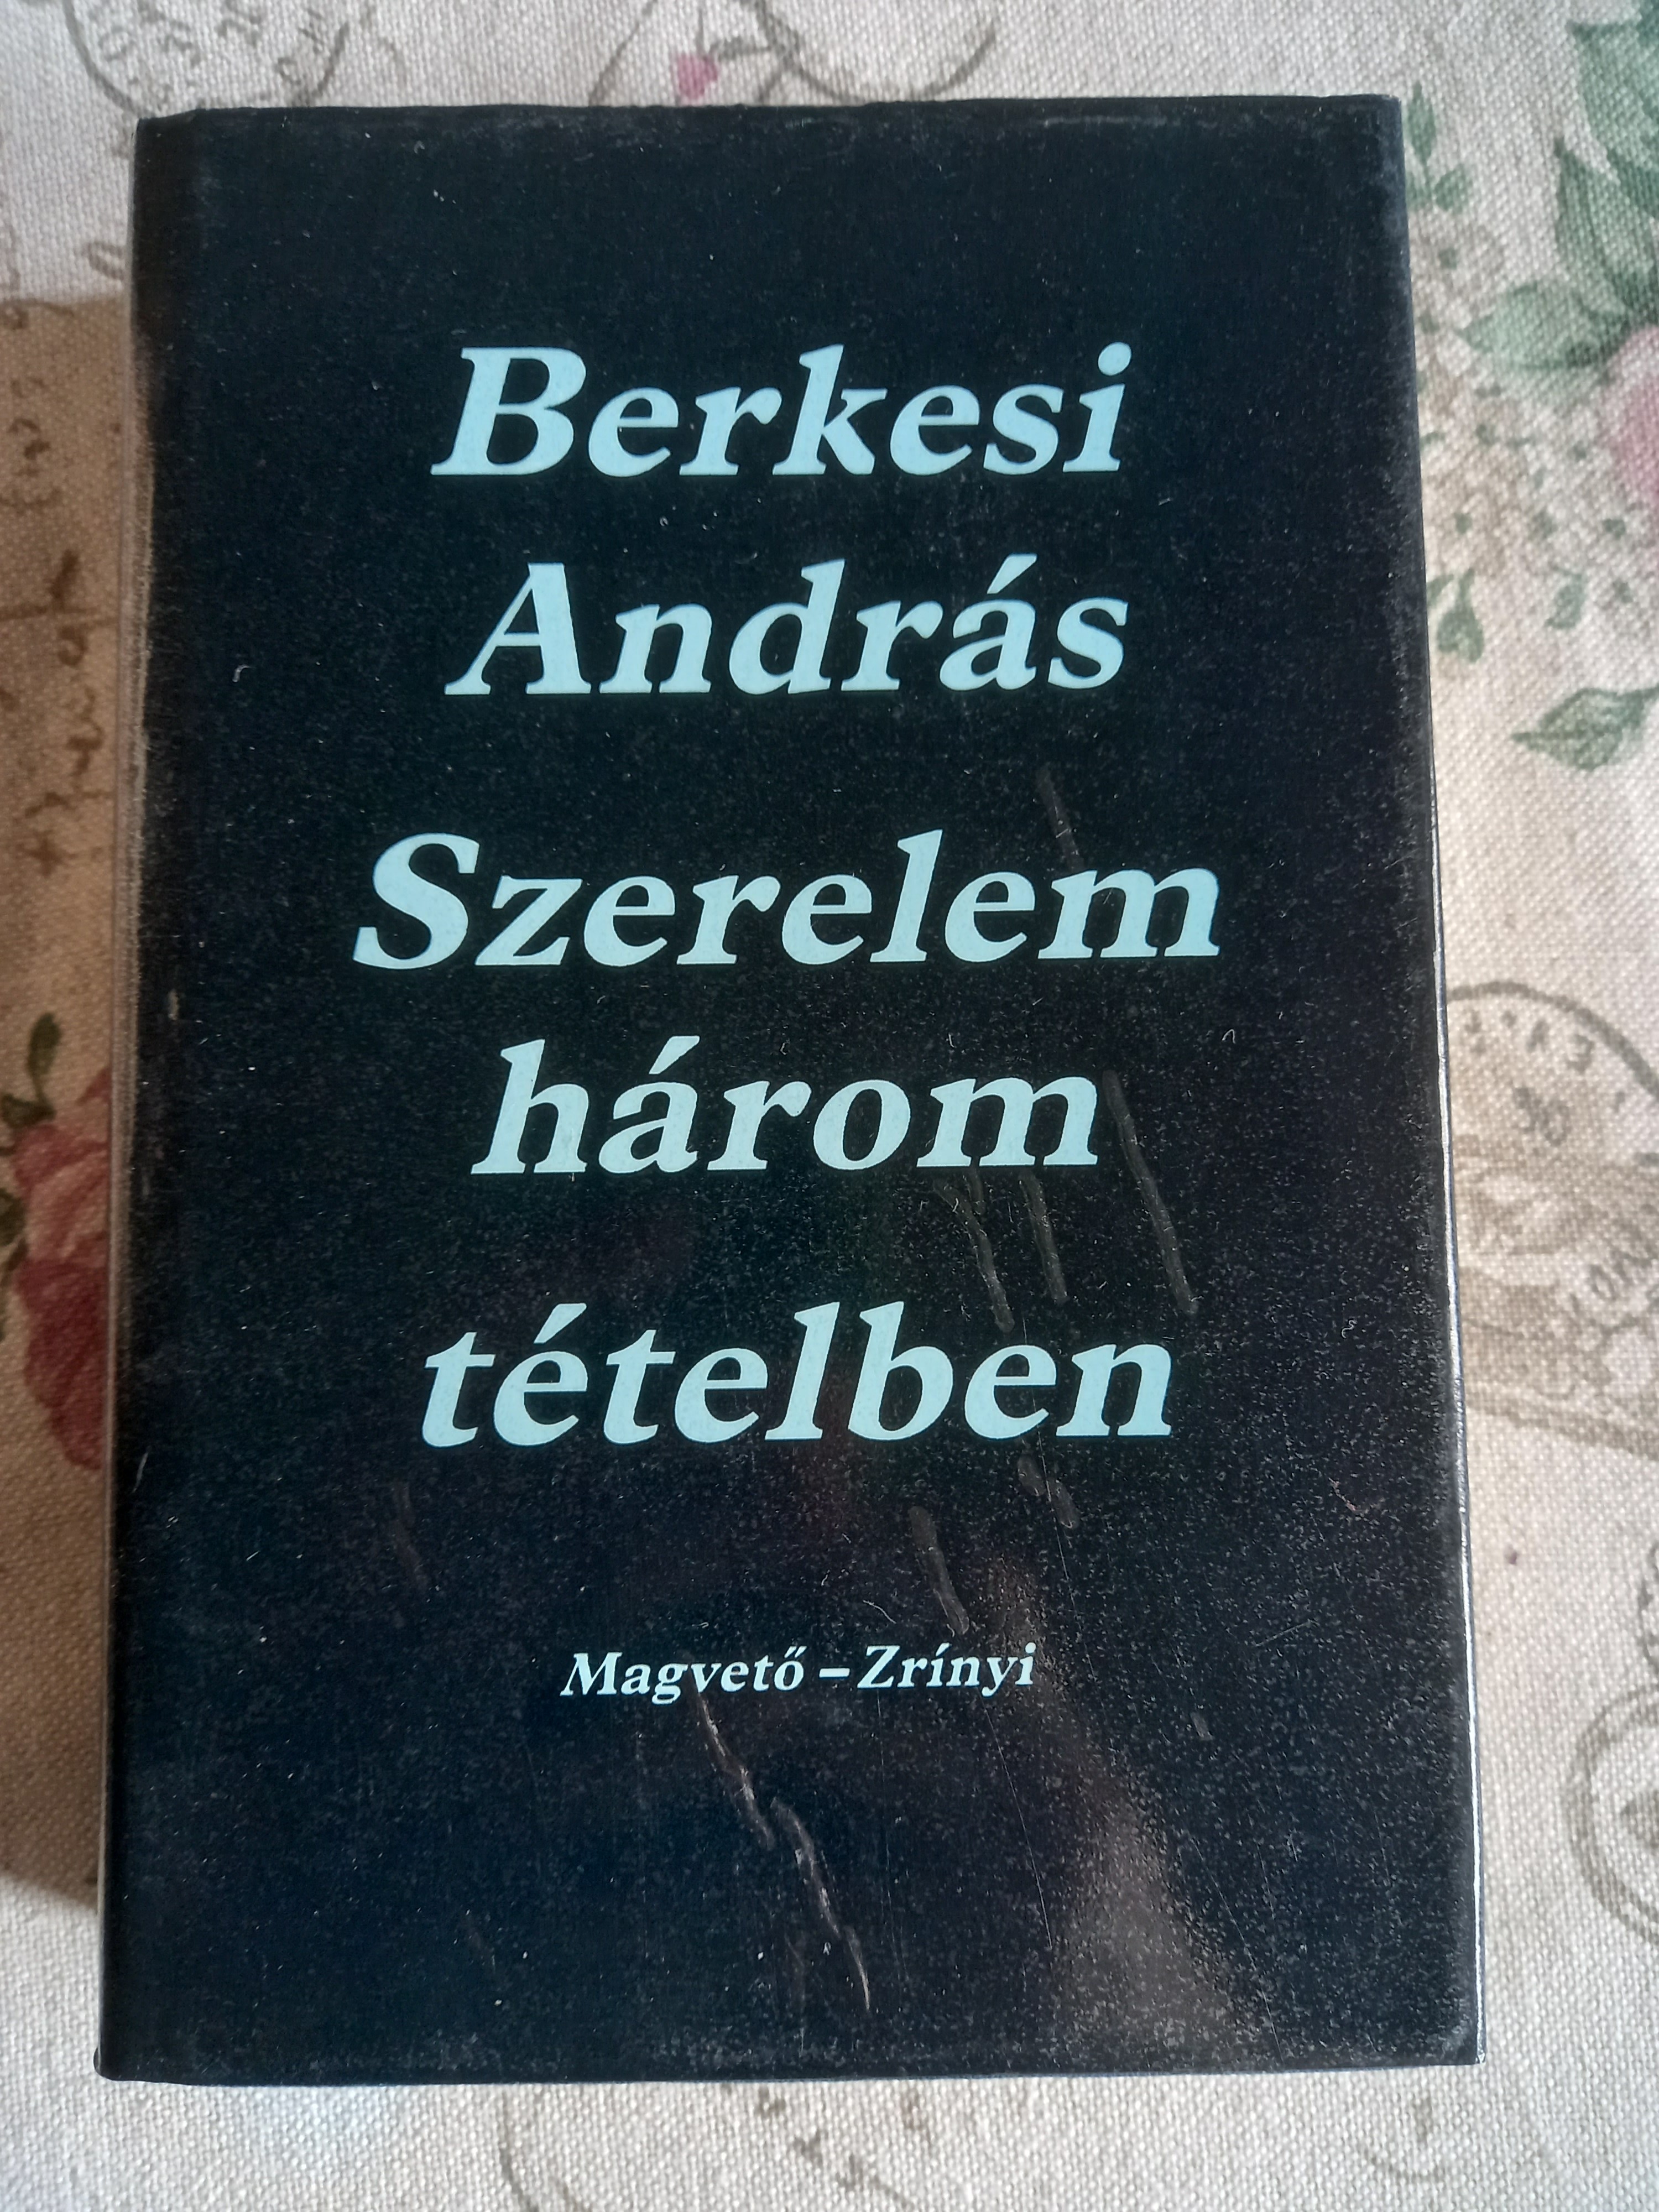 Berkesi
András
Szerelem
három
tételben
Magvető – Zrínyi